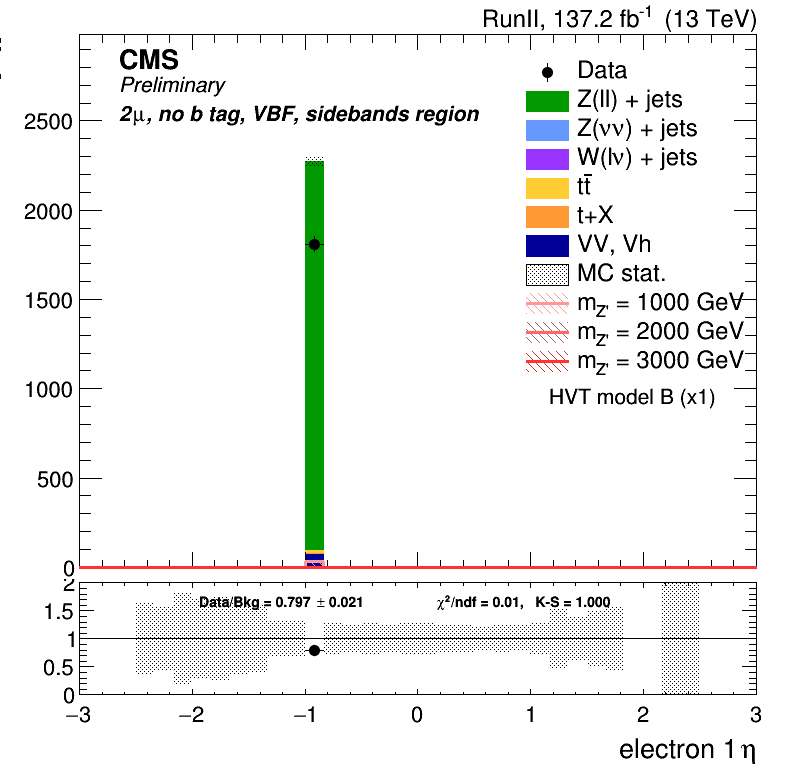 RunII, 137.2 fb⁻¹ (13 TeV)
CMS
Preliminary
2μ, no b tag, VBF, sidebands region
Data
Z(ll) + jets
Z(νν) + jets
W(lν) + jets
tt̄
t+X
VV, Vh
MC stat.
m_Z' = 1000 GeV
m_Z' = 2000 GeV
m_Z' = 3000 GeV
HVT model B (x1)
2500
2000
1500
1000
500
0
Data/Bkg = 0.797 ± 0.021
χ²/ndf = 0.01, K-S = 1.000
2
1.5
1
0.5
0
−3 −2 −1 0 1 2 3
electron 1 η